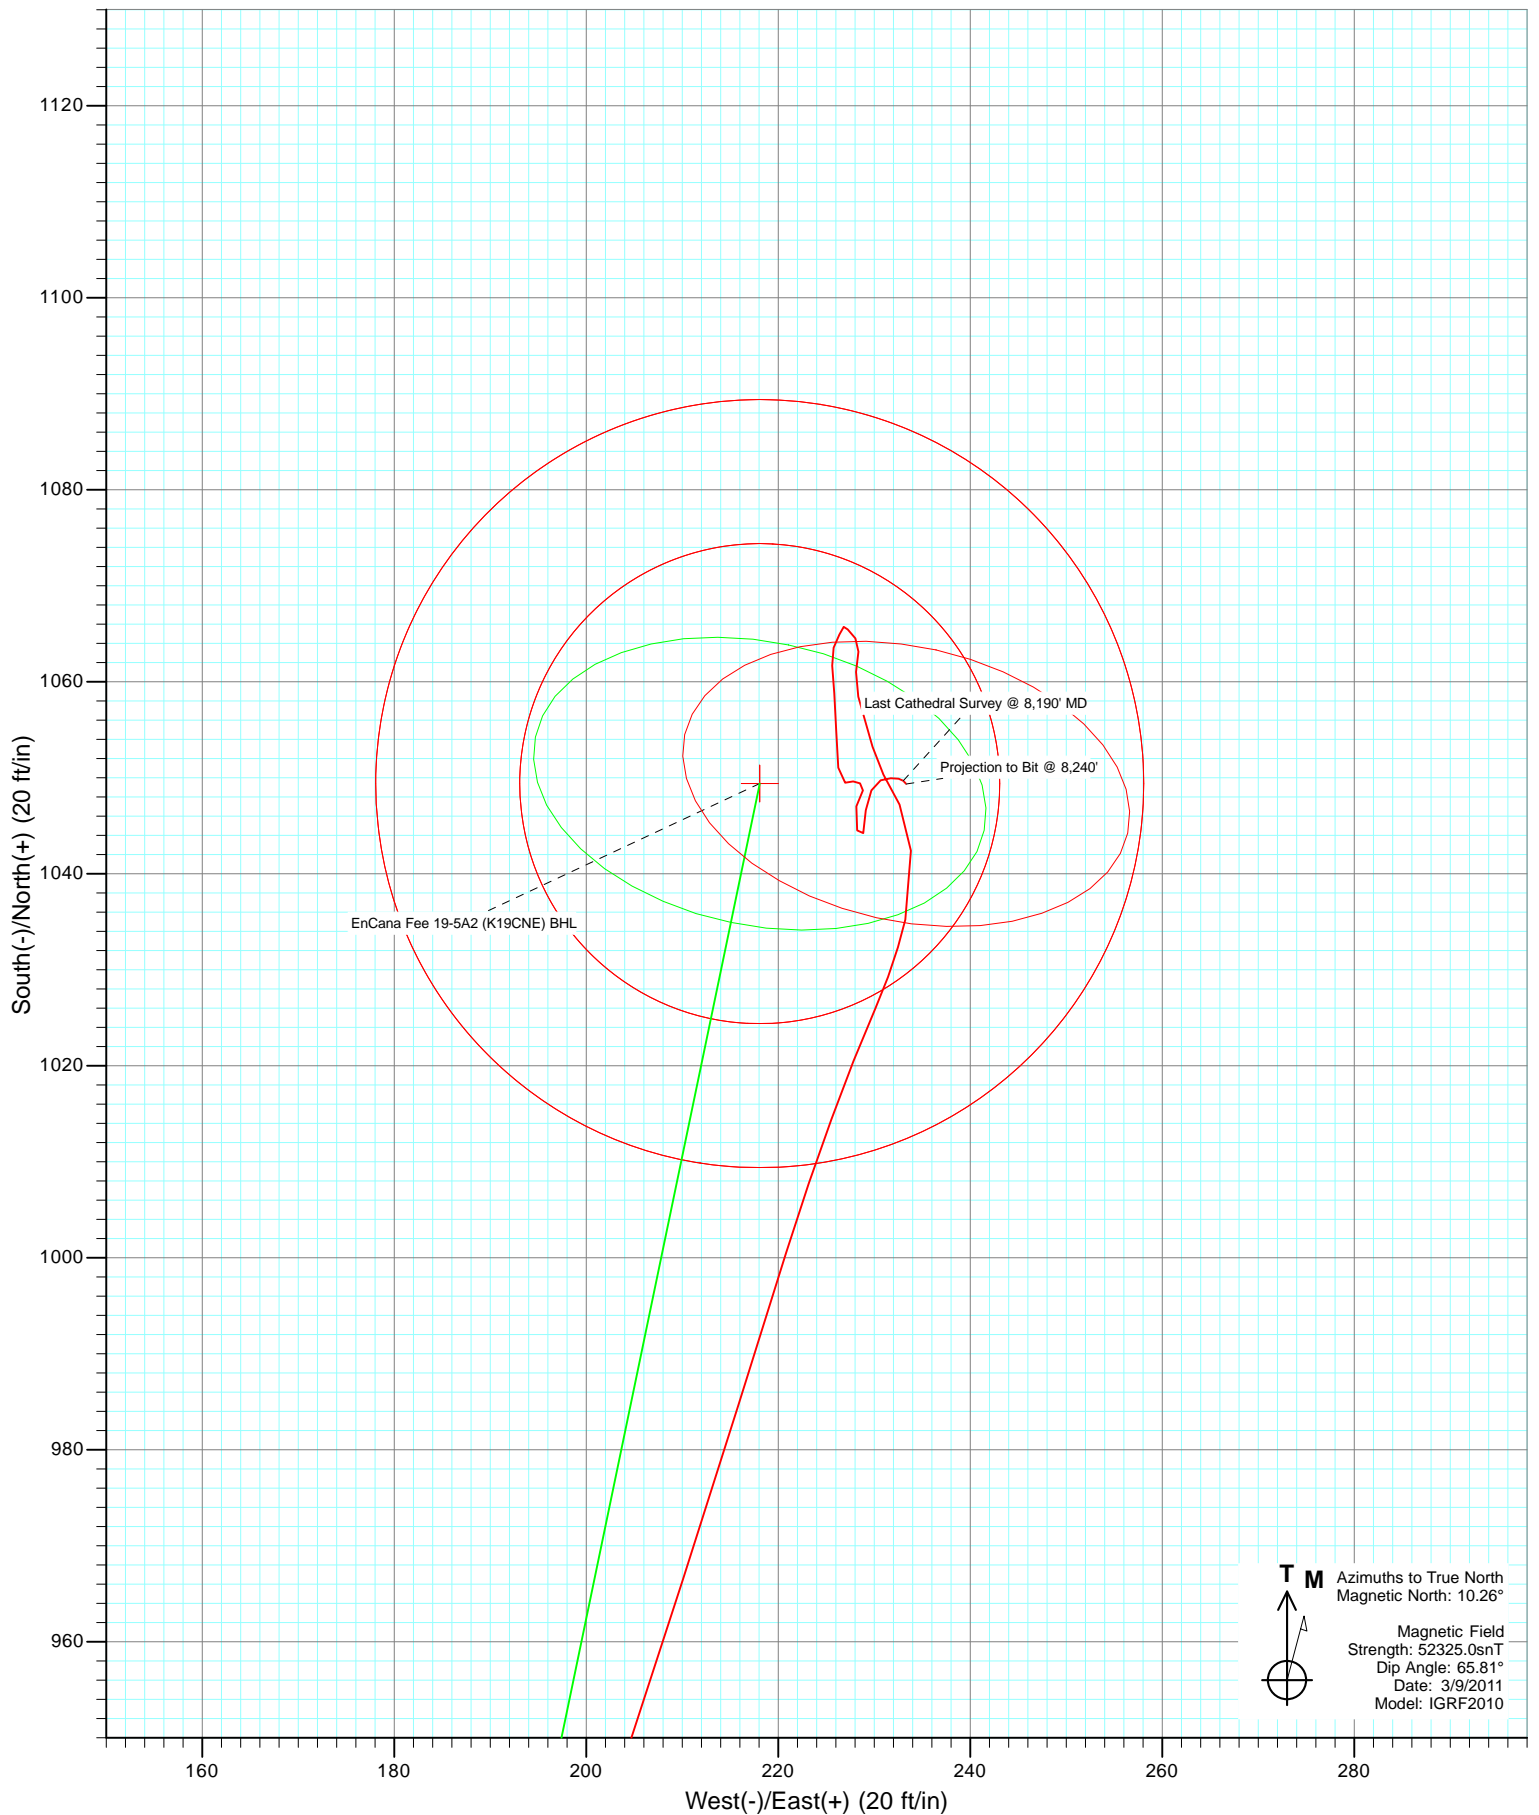 1120
1100
1080
1060
1040
1020
1000
980
960
South(-)/North(+) (20 ft/in)
Last Cathedral Survey @ 8,190' MD
Projection to Bit @ 8,240'
EnCana Fee 19-5A2 (K19CNE) BHL
T M
Azimuths to True North
Magnetic North: 10.26°
Magnetic Field
Strength: 52325.0snT
Dip Angle: 65.81°
Date: 3/9/2011
Model: IGRF2010
160 180 200 220 240 260 280
West(-)/East(+) (20 ft/in)